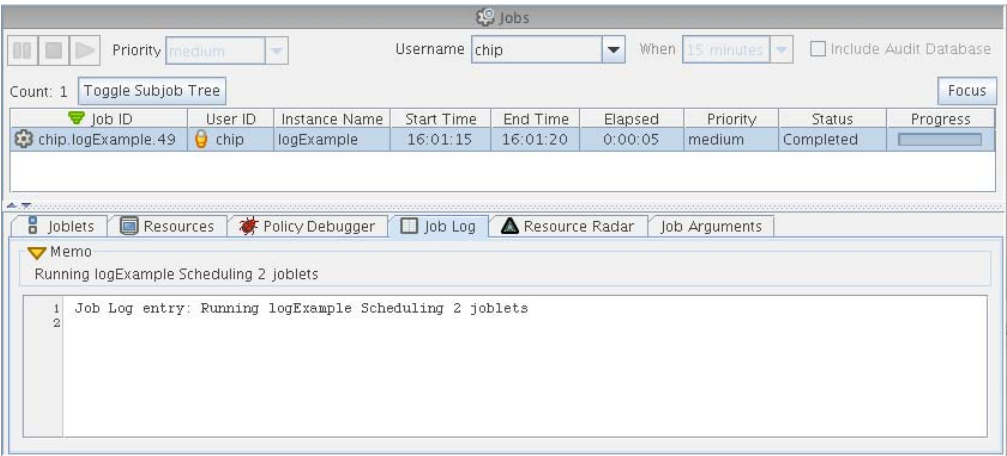 Jobs
Priority medium Username chip When 15 minutes Include Audit Database
Count: 1 Toggle Subjob Tree Focus
Job ID User ID Instance Name Start Time End Time Elapsed Priority Status Progress
chip.logExample.49 chip logExample 16:01:15 16:01:20 0:00:05 medium Completed
Joblets Resources Policy Debugger Job Log Resource Radar Job Arguments
Memo
Running logExample Scheduling 2 joblets
1 Job Log entry: Running logExample Scheduling 2 joblets
2